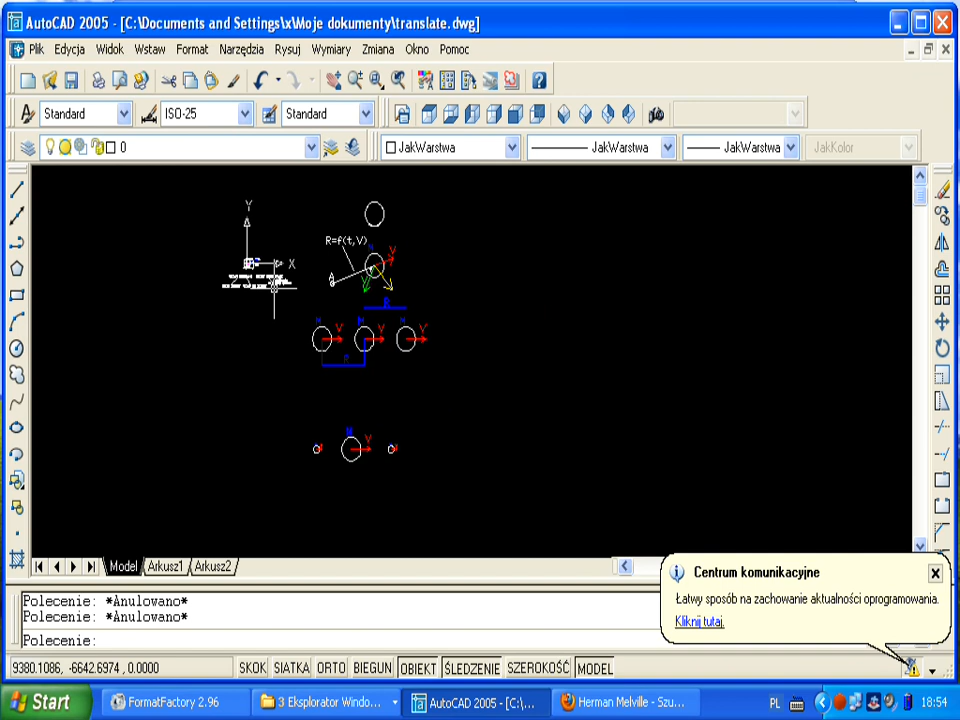 AutoCAD 2005 - [C:\Documents and Settings\x\Moje dokumenty\translate.dwg]
Plik Edycja Widok Wstaw Format Narzędzia Rysuj Wymiary Zmiana Okno Pomoc
Standard ISO-25 Standard
0 JakWarstwa JakWarstwa JakWarstwa JakKolor
Y
R=f(t,V)
V
X
A
V V V
P
V
Model Arkusz1 Arkusz2
Centrum komunikacyjne
Łatwy sposób na zachowanie aktualności oprogramowania.
Kliknij tutaj.
Polecenie: *Anulowano*
Polecenie: *Anulowano*
Polecenie:
9380.1086, -6642.6974, 0.0000 SKOK SIATKA ORTO BIEGUN OBIEKT ŚLEDZENIE SZEROKOŚĆ MODEL
Start FormatFactory 2.96 3 Eksplorator Windo... AutoCAD 2005 - [C:\... Herman Melville - Szu... PL 18:54